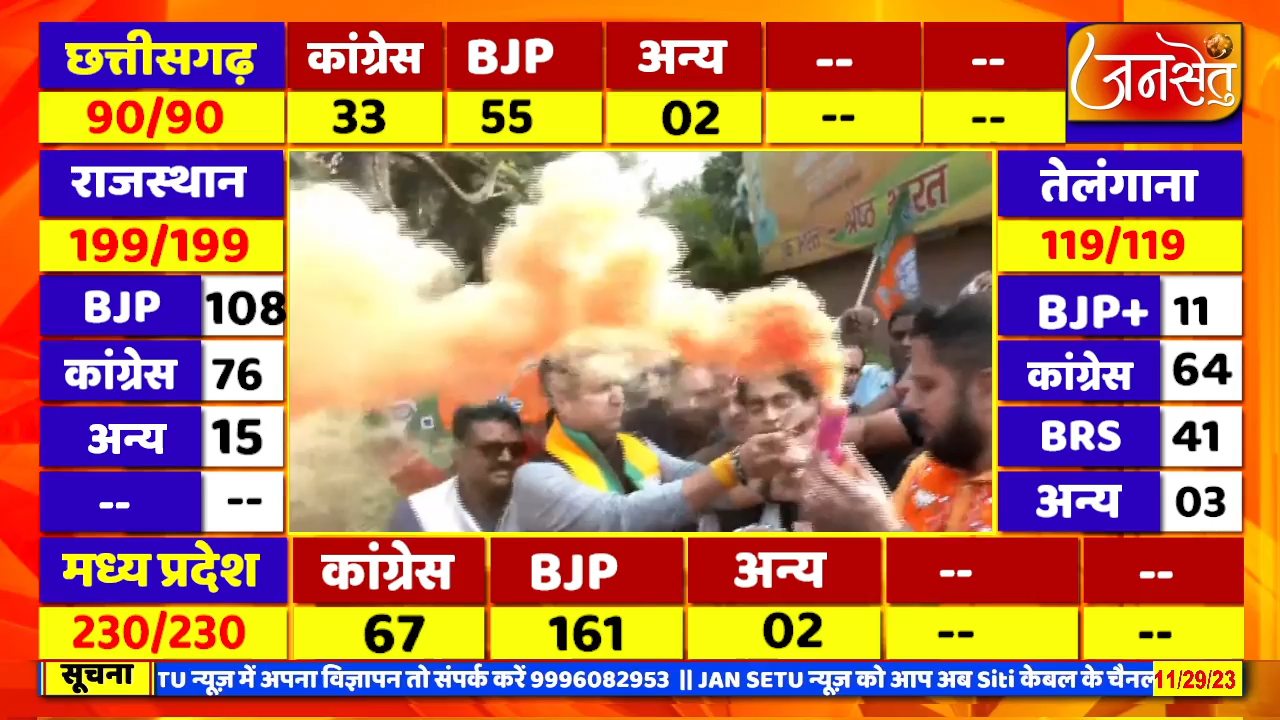 छत्तीसगढ़ कांग्रेस BJP अन्य -- --
90/90 33 55 02 -- --
जनसेतु
राजस्थान
199/199
BJP 108
कांग्रेस 76
अन्य 15
-- --
श्रेष्ठ भारत
तेलंगाना
119/119
BJP+ 11
कांग्रेस 64
BRS 41
अन्य 03
मध्य प्रदेश कांग्रेस BJP अन्य -- --
230/230 67 161 02 -- --
सूचना TU न्यूज़ में अपना विज्ञापन तो संपर्क करें 9996082953 || JAN SETU न्यूज़ को आप अब Siti केबल के चैनल 11/29/23